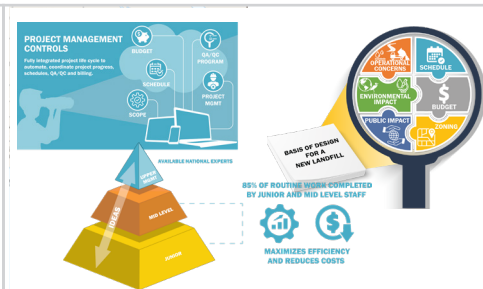 PROJECT MANAGEMENT
CONTROLS
Fully integrated project life cycle to
automate, coordinate project progress,
schedules, QA/QC and billing.
BUDGET
QA/QC
PROGRAM
SCHEDULE
PROJECT
MGMT
SCOPE
OPERATIONAL
CONCERNS
SCHEDULE
ENVIRONMENTAL
IMPACT
BUDGET
PUBLIC IMPACT
ZONING
BASIS OF DESIGN
FOR A
NEW LANDFILL
AVAILABLE NATIONAL EXPERTS
UPPER
MGMT
MID LEVEL
JUNIOR
IDEAS
85% OF ROUTINE WORK COMPLETED
BY JUNIOR AND MID LEVEL STAFF
MAXIMIZES EFFICIENCY
AND REDUCES COSTS